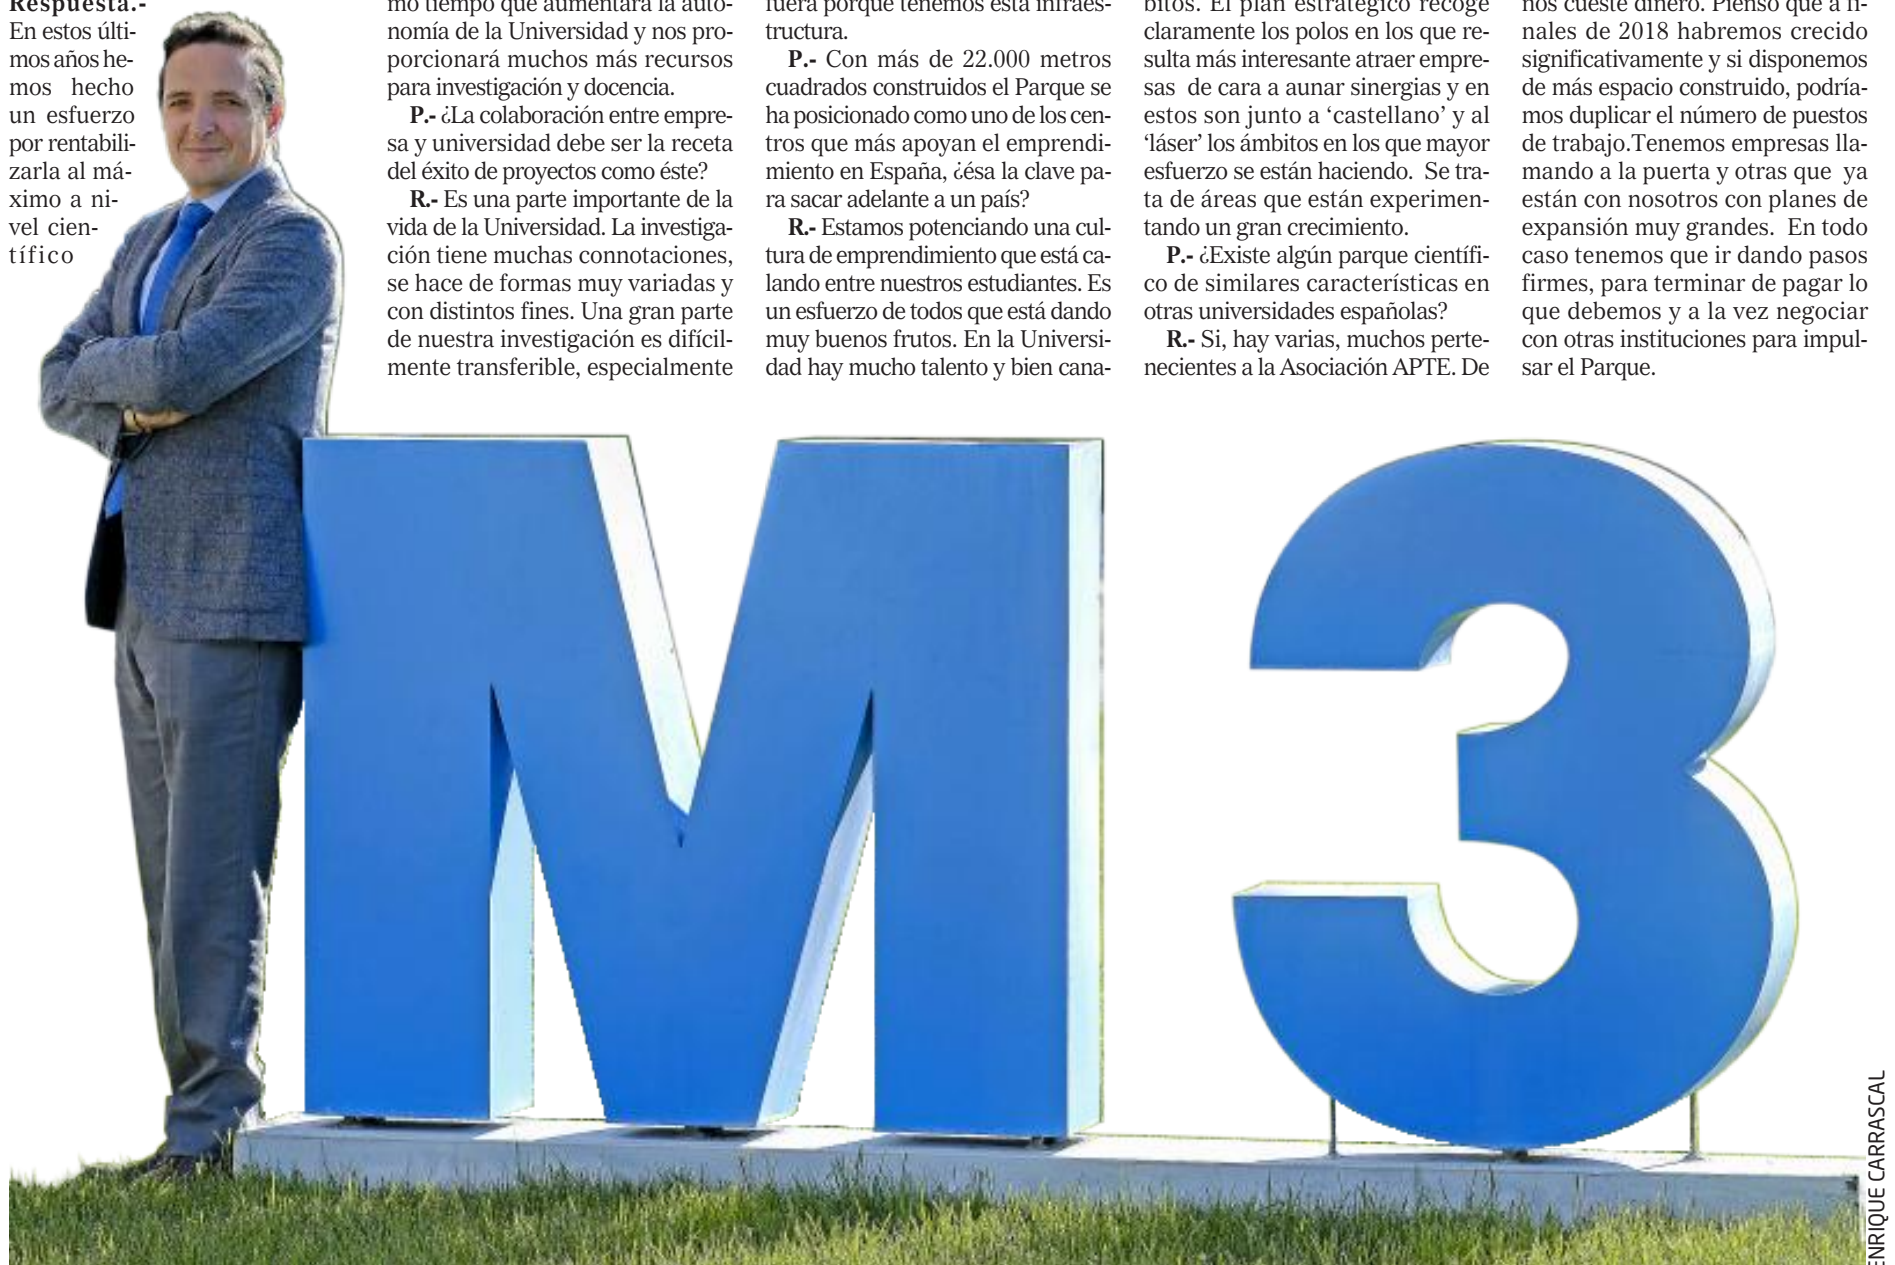 Respuesta.-
En estos últi-
mos años he-
mos hecho
un esfuerzo
por rentabili-
zarla al má-
ximo a ni-
vel cien-
tífico
mo tiempo que aumentará la auto-
nomía de la Universidad y nos pro-
porcionará muchos más recursos
para investigación y docencia.
P.- ¿La colaboración entre empre-
sa y universidad debe ser la receta
del éxito de proyectos como éste?
R.- Es una parte importante de la
vida de la Universidad. La investiga-
ción tiene muchas connotaciones,
se hace de formas muy variadas y
con distintos fines. Una gran parte
de nuestra investigación es difícil-
mente transferible, especialmente
fuera porque tenemos esta infraes-
tructura.
P.- Con más de 22.000 metros
cuadrados construidos el Parque se
ha posicionado como uno de los cen-
tros que más apoyan el emprendi-
miento en España, ¿ésa la clave pa-
ra sacar adelante a un país?
R.- Estamos potenciando una cul-
tura de emprendimiento que está ca-
lando entre nuestros estudiantes. Es
un esfuerzo de todos que está dando
muy buenos frutos. En la Universi-
dad hay mucho talento y bien cana-
bitos. El plan estratégico recoge
claramente los polos en los que re-
sulta más interesante atraer empre-
sas de cara a aunar sinergias y en
estos son junto a ‘castellano’ y al
‘láser’ los ámbitos en los que mayor
esfuerzo se están haciendo. Se tra-
ta de áreas que están experimen-
tando un gran crecimiento.
P.- ¿Existe algún parque científi-
co de similares características en
otras universidades españolas?
R.- Si, hay varias, muchos perte-
necientes a la Asociación APTE. De
nos cueste dinero. Pienso que a fi-
nales de 2018 habremos crecido
significativamente y si disponemos
de más espacio construido, podría-
mos duplicar el número de puestos
de trabajo.Tenemos empresas lla-
mando a la puerta y otras que ya
están con nosotros con planes de
expansión muy grandes. En todo
caso tenemos que ir dando pasos
firmes, para terminar de pagar lo
que debemos y a la vez negociar
con otras instituciones para impul-
sar el Parque.
M3
ENRIQUE CARRASCAL